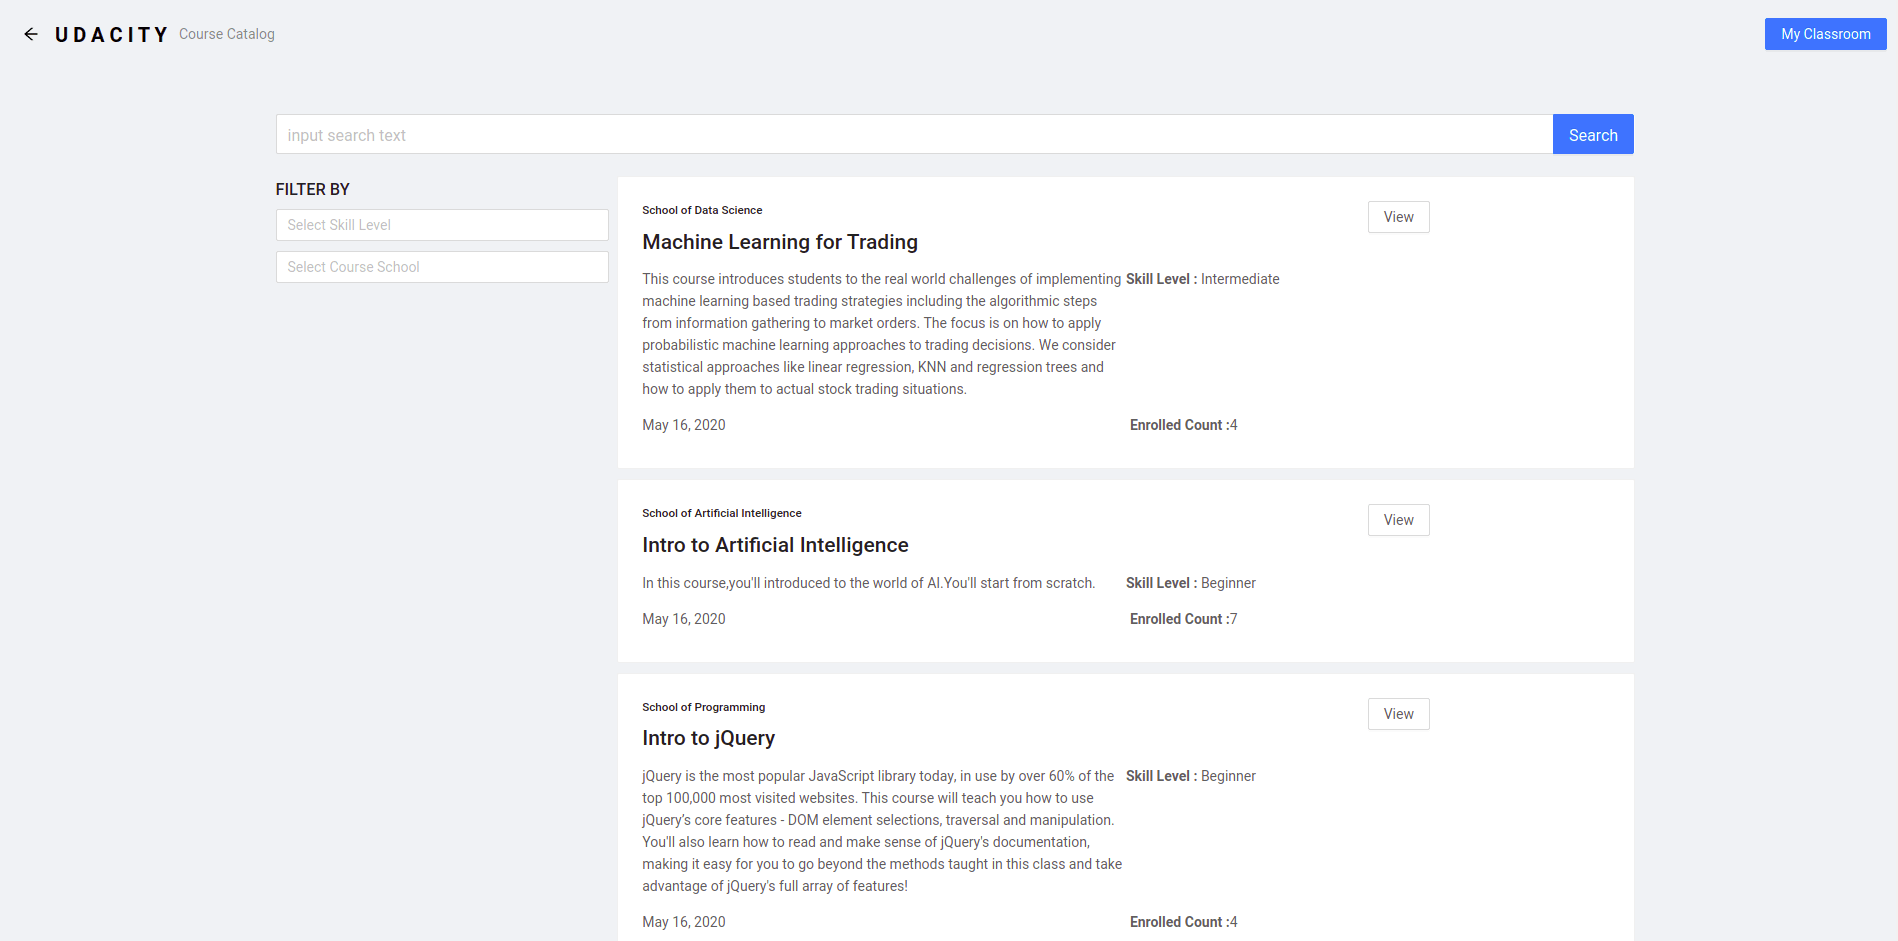 UDACITY Course Catalog
My Classroom
input search text
Search
FILTER BY
Select Skill Level
Select Course School
School of Data Science
View
Machine Learning for Trading
This course introduces students to the real world challenges of implementing
machine learning based trading strategies including the algorithmic steps
from information gathering to market orders. The focus is on how to apply
probabilistic machine learning approaches to trading decisions. We consider
statistical approaches like linear regression, KNN and regression trees and
how to apply them to actual stock trading situations.
Skill Level : Intermediate
May 16, 2020
Enrolled Count :4
School of Artificial Intelligence
View
Intro to Artificial Intelligence
In this course,you'll introduced to the world of AI.You'll start from scratch.
Skill Level : Beginner
May 16, 2020
Enrolled Count :7
School of Programming
View
Intro to jQuery
jQuery is the most popular JavaScript library today, in use by over 60% of the
top 100,000 most visited websites. This course will teach you how to use
jQuery’s core features - DOM element selections, traversal and manipulation.
You'll also learn how to read and make sense of jQuery's documentation,
making it easy for you to go beyond the methods taught in this class and take
advantage of jQuery's full array of features!
Skill Level : Beginner
May 16, 2020
Enrolled Count :4